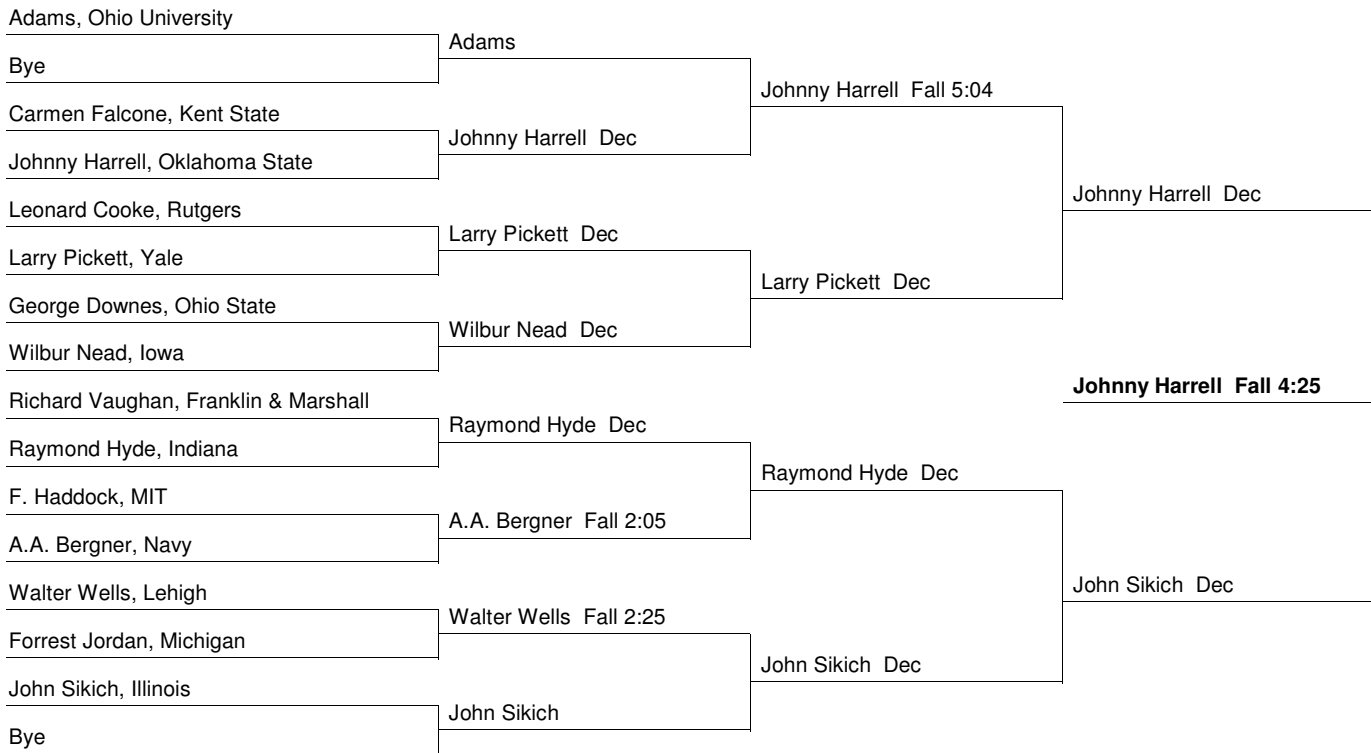 Adams, Ohio University
Bye
Carmen Falcone, Kent State
Johnny Harrell, Oklahoma State
Leonard Cooke, Rutgers
Larry Pickett, Yale
George Downes, Ohio State
Wilbur Nead, Iowa
Richard Vaughan, Franklin & Marshall
Raymond Hyde, Indiana
F. Haddock, MIT
A.A. Bergner, Navy
Walter Wells, Lehigh
Forrest Jordan, Michigan
John Sikich, Illinois
Bye
Adams
Johnny Harrell Dec
Larry Pickett Dec
Wilbur Nead Dec
Raymond Hyde Dec
A.A. Bergner Fall 2:05
Walter Wells Fall 2:25
John Sikich
Johnny Harrell Fall 5:04
Larry Pickett Dec
Raymond Hyde Dec
John Sikich Dec
Johnny Harrell Dec
John Sikich Dec
Johnny Harrell Fall 4:25